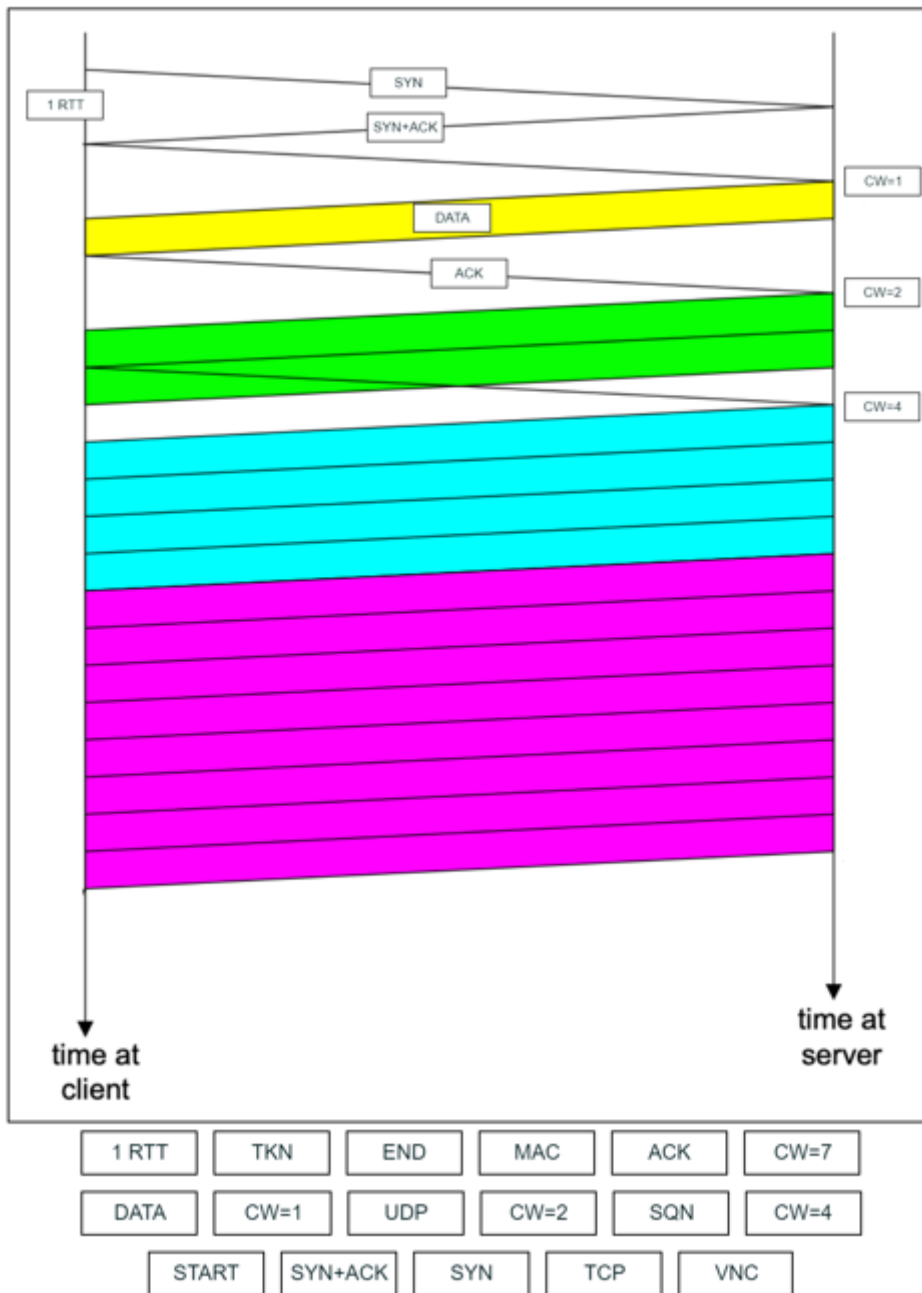 SYN
1 RTT
SYN+ACK
CW=1
DATA
ACK
CW=2
CW=4
time at
client
time at
server
1 RTT TKN END MAC ACK CW=7
DATA CW=1 UDP CW=2 SQN CW=4
START SYN+ACK SYN TCP VNC